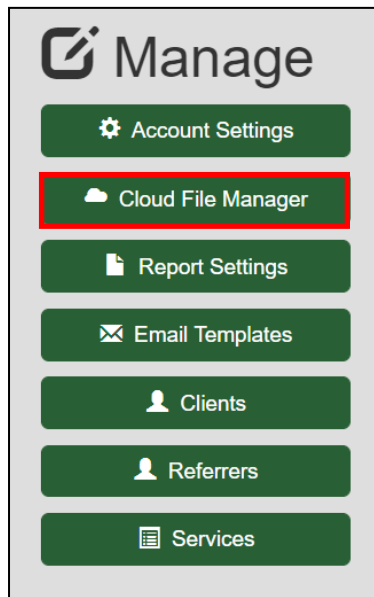 Manage
Account Settings
Cloud File Manager
Report Settings
Email Templates
Clients
Referrers
Services